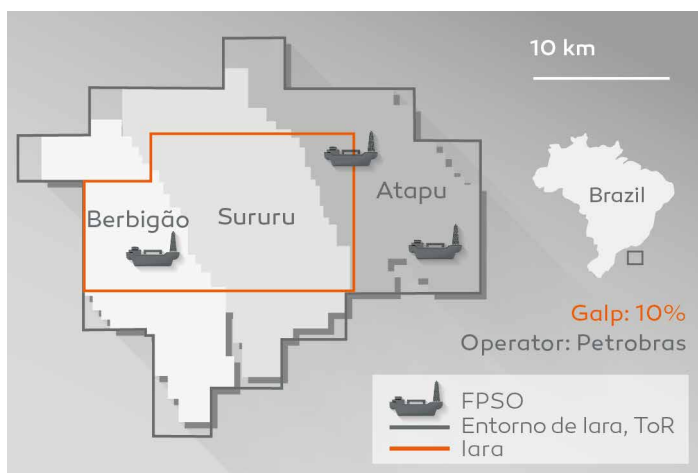 10 km
Brazil
Berbigão
Sururu
Atapu
Galp: 10%
Operator: Petrobras
FPSO
Entorno de Iara, ToR
Iara